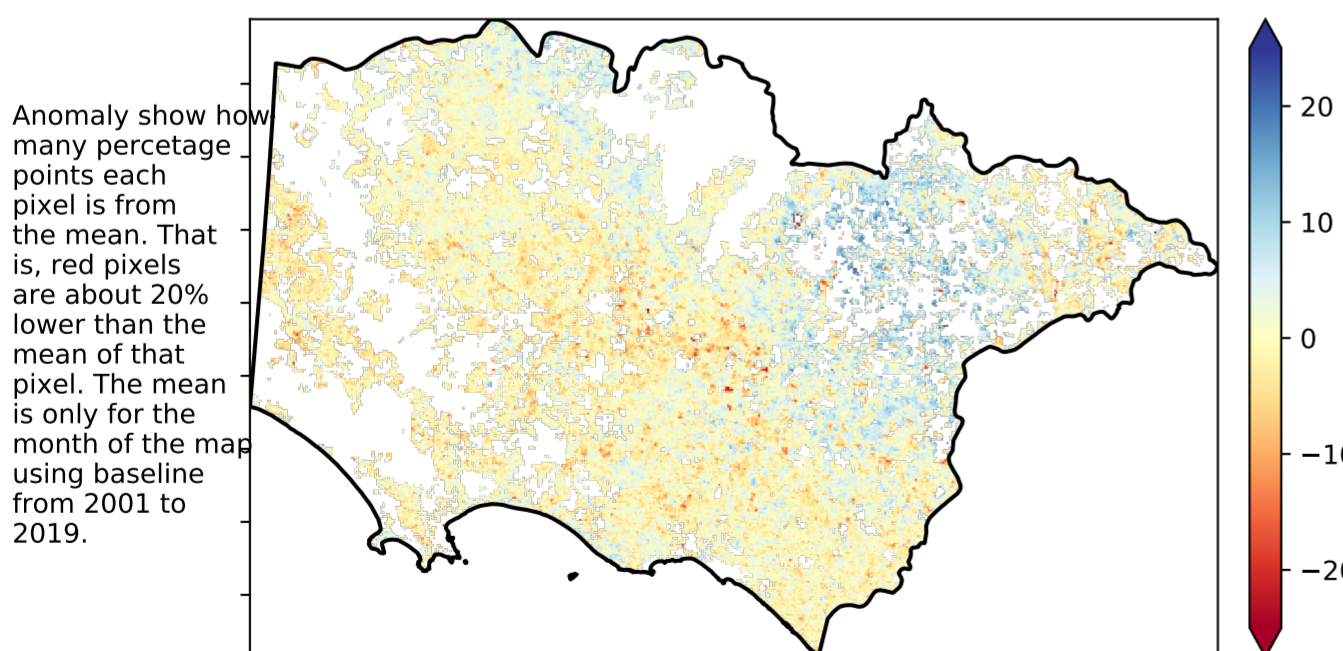 Anomaly show how
many percetage
points each
pixel is from
the mean. That
is, red pixels
are about 20%
lower than the
mean of that
pixel. The mean
is only for the
month of the map
using baseline
from 2001 to
2019.
20
10
0
−10
−20